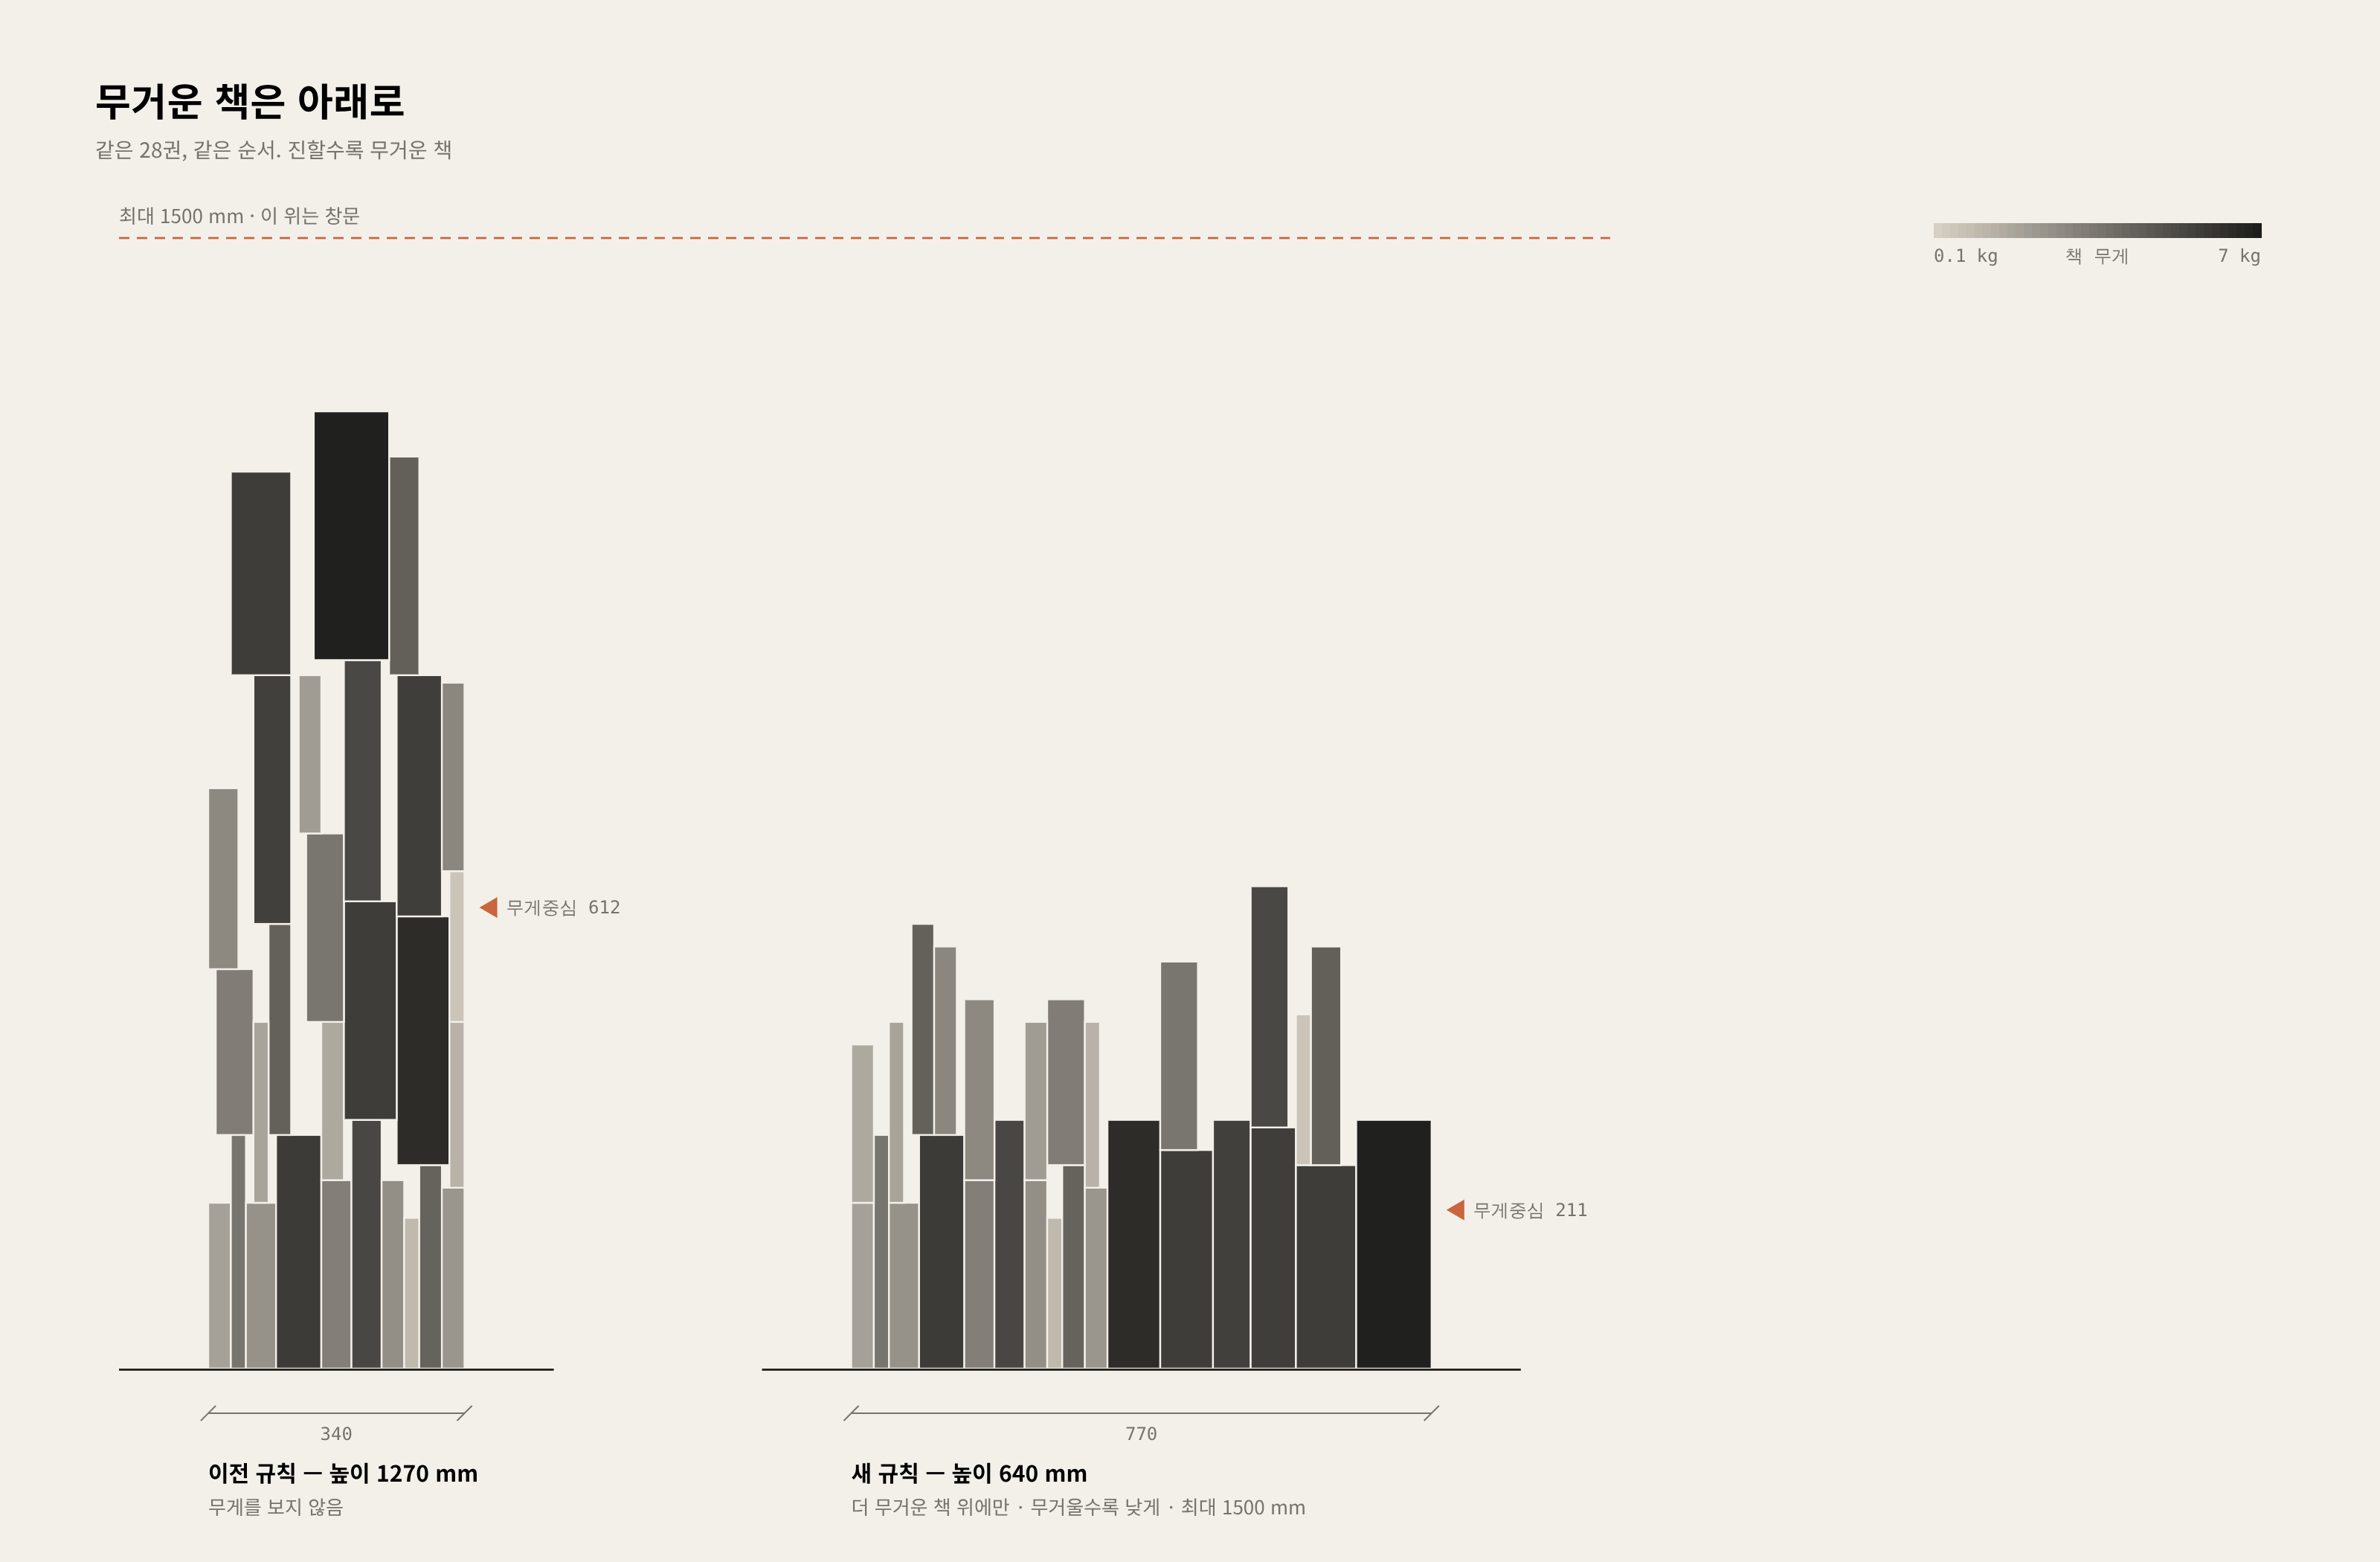 무거운 책은 아래로
같은 28권, 같은 순서. 진할수록 무거운 책
최대 1500 mm · 이 위는 창문
0.1 kg 책 무게 7 kg
무게중심 612
무게중심 211
340
770
이전 규칙 — 높이 1270 mm
무게를 보지 않음
새 규칙 — 높이 640 mm
더 무거운 책 위에만 · 무거울수록 낮게 · 최대 1500 mm